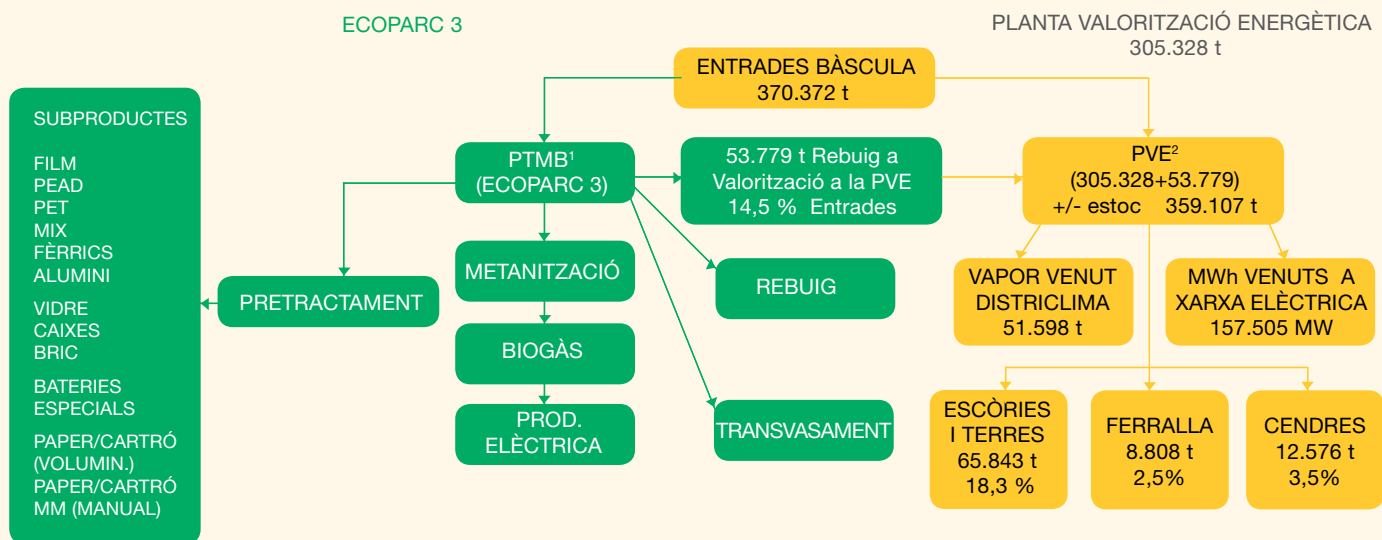 ECOPARC 3
PLANTA VALORITZACIÓ ENERGÈTICA
305.328 t
ENTRADES BÀSCULA
370.372 t
SUBPRODUCTES
FILM
PEAD
PET
MIX
FÈRRICS
ALUMINI
VIDRE
CAIXES
BRIC
BATERIES
ESPECIALS
PAPER/CARTRÓ
(VOLUMIN.)
PAPER/CARTRÓ
MM (MANUAL)
PTMB¹
(ECOPARC 3)
53.779 t Rebuig a
Valorització a la PVE
14,5 % Entrades
PVE²
(305.328+53.779)
+/- estoc 359.107 t
PRETRACTAMENT
METANITZACIÓ
REBUIG
VAPOR VENUT
DISTRICLIMA
51.598 t
MWh VENUTS A
XARXA ELÈCTRICA
157.505 MW
BIOGÀS
PROD.
ELÈCTRICA
TRANSVASAMENT
ESCÒRIES
I TERRES
65.843 t
18,3 %
FERRALLA
8.808 t
2,5%
CENDRES
12.576 t
3,5%